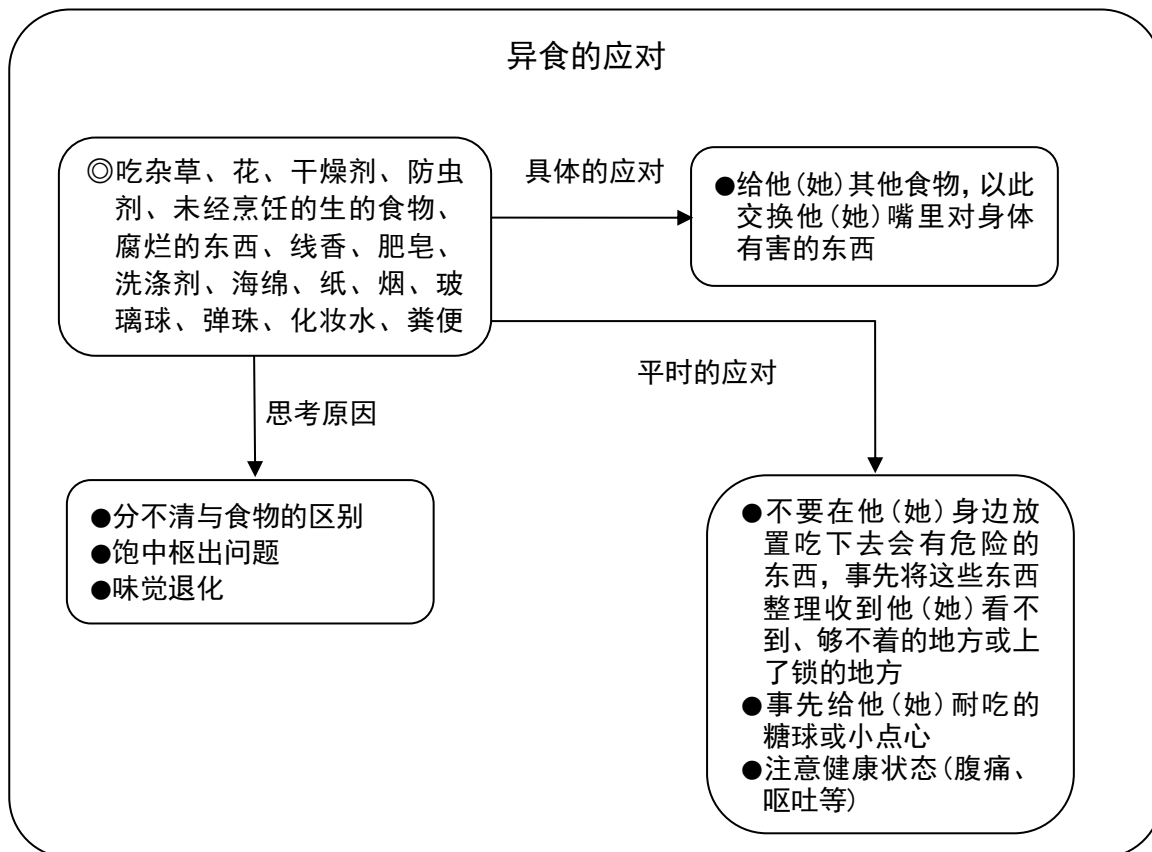 异食的应对
◎吃杂草、花、干燥剂、防虫
剂、未经烹饪的生的食物、
腐烂的东西、线香、肥皂、
洗涤剂、海绵、纸、烟、玻
璃球、弹珠、化妆水、粪便
具体的应对
●给他(她)其他食物，以此
交换他(她)嘴里对身体
有害的东西
平时的应对
思考原因
●分不清与食物的区别
●饱中枢出问题
●味觉退化
●不要在他(她)身边放
置吃下去会有危险的
东西，事先将这些东西
整理收到他(她)看不
到、够不着的地方或上
了锁的地方
●事先给他(她)耐吃的
糖球或小点心
●注意健康状态(腹痛、
呕吐等)